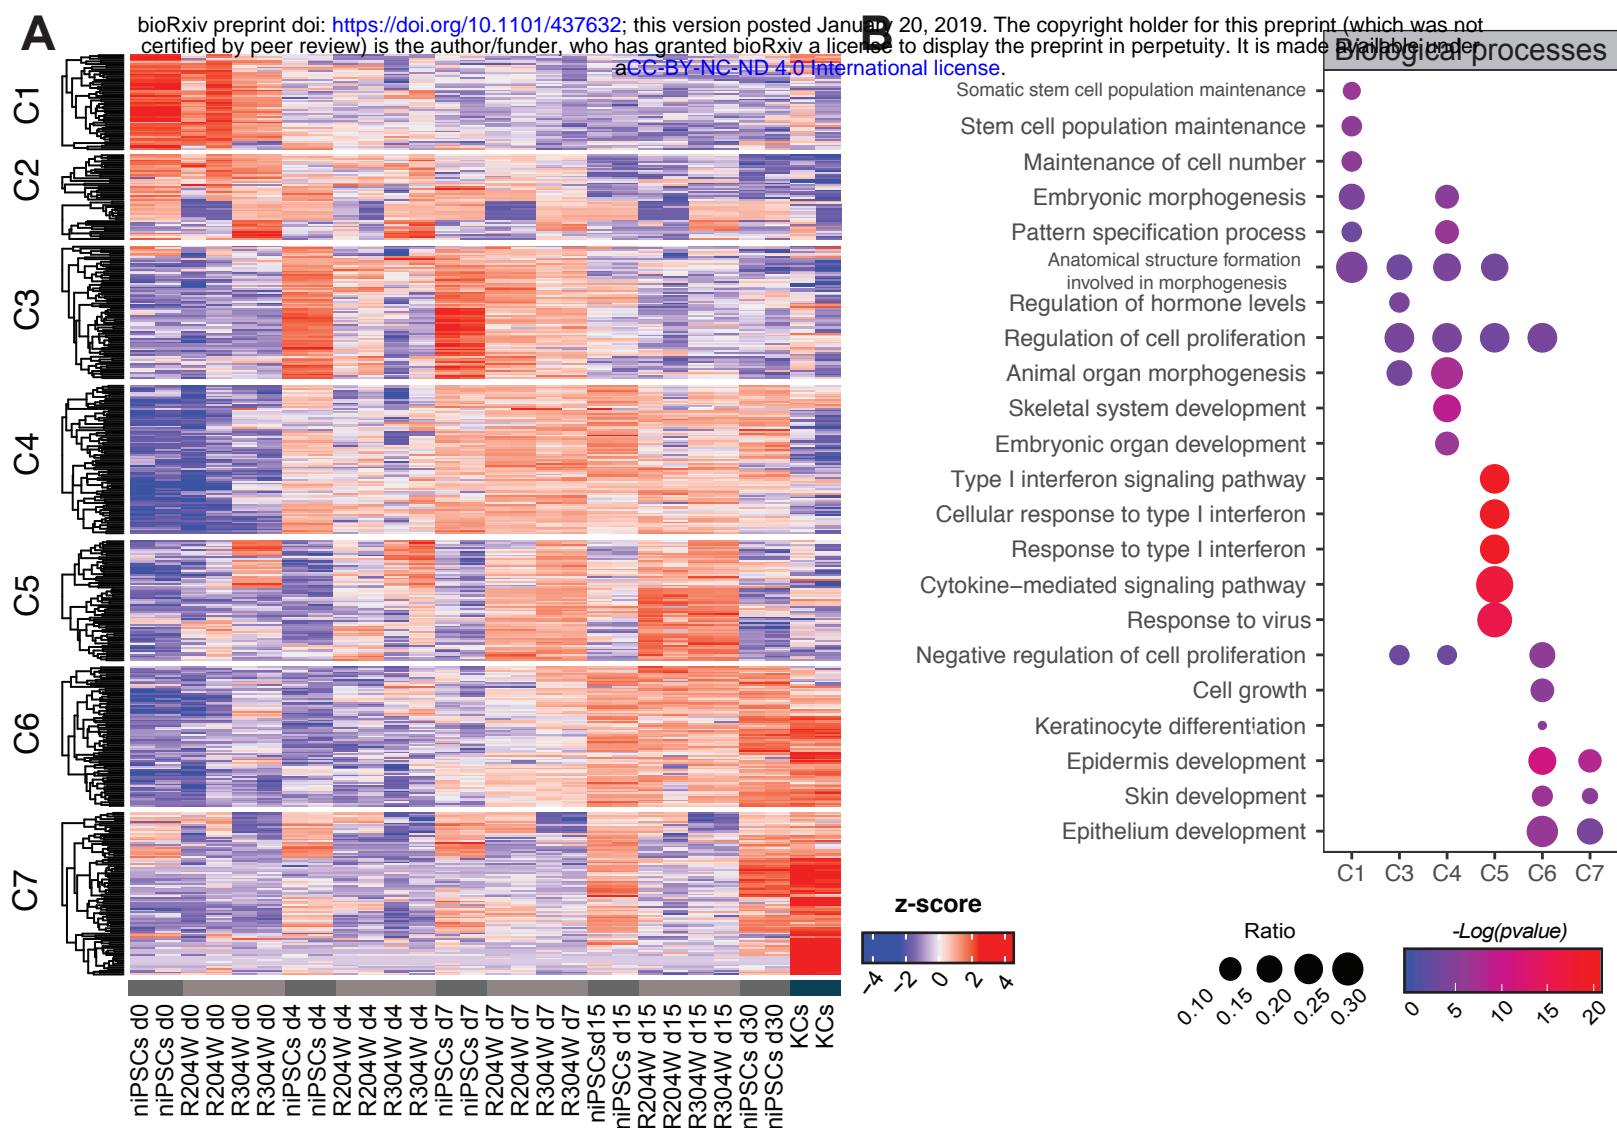 bioRxiv preprint doi: https://doi.org/10.1101/437632; this version posted January 20, 2019. The copyright holder for this preprint (which was not
certified by peer review) is the author/funder, who has granted bioRxiv a license to display the preprint in perpetuity. It is made available under
aCC-BY-NC-ND 4.0 International license.
A
C1
C2
C3
C4
C5
C6
C7
niPSCs d0
niPSCs d0
R204W d0
R204W d0
R304W d0
R304W d0
niPSCs d4
niPSCs d4
R204W d4
R204W d4
R304W d4
R304W d4
niPSCs d7
niPSCs d7
R204W d7
R204W d7
R304W d7
R304W d7
niPSCsd15
niPSCs d15
R204W d15
R204W d15
R304W d15
R304W d15
niPSCs d30
niPSCs d30
KCs
KCs
z-score
−4
−2
0
2
4
B
Biological processes
Somatic stem cell population maintenance
Stem cell population maintenance
Maintenance of cell number
Embryonic morphogenesis
Pattern specification process
Anatomical structure formation
involved in morphogenesis
Regulation of hormone levels
Regulation of cell proliferation
Animal organ morphogenesis
Skeletal system development
Embryonic organ development
Type I interferon signaling pathway
Cellular response to type I interferon
Response to type I interferon
Cytokine−mediated signaling pathway
Response to virus
Negative regulation of cell proliferation
Cell growth
Keratinocyte differentiation
Epidermis development
Skin development
Epithelium development
C1 C3 C4 C5 C6 C7
Ratio
0.10
0.15
0.20
0.25
0.30
-Log(pvalue)
0
5
10
15
20